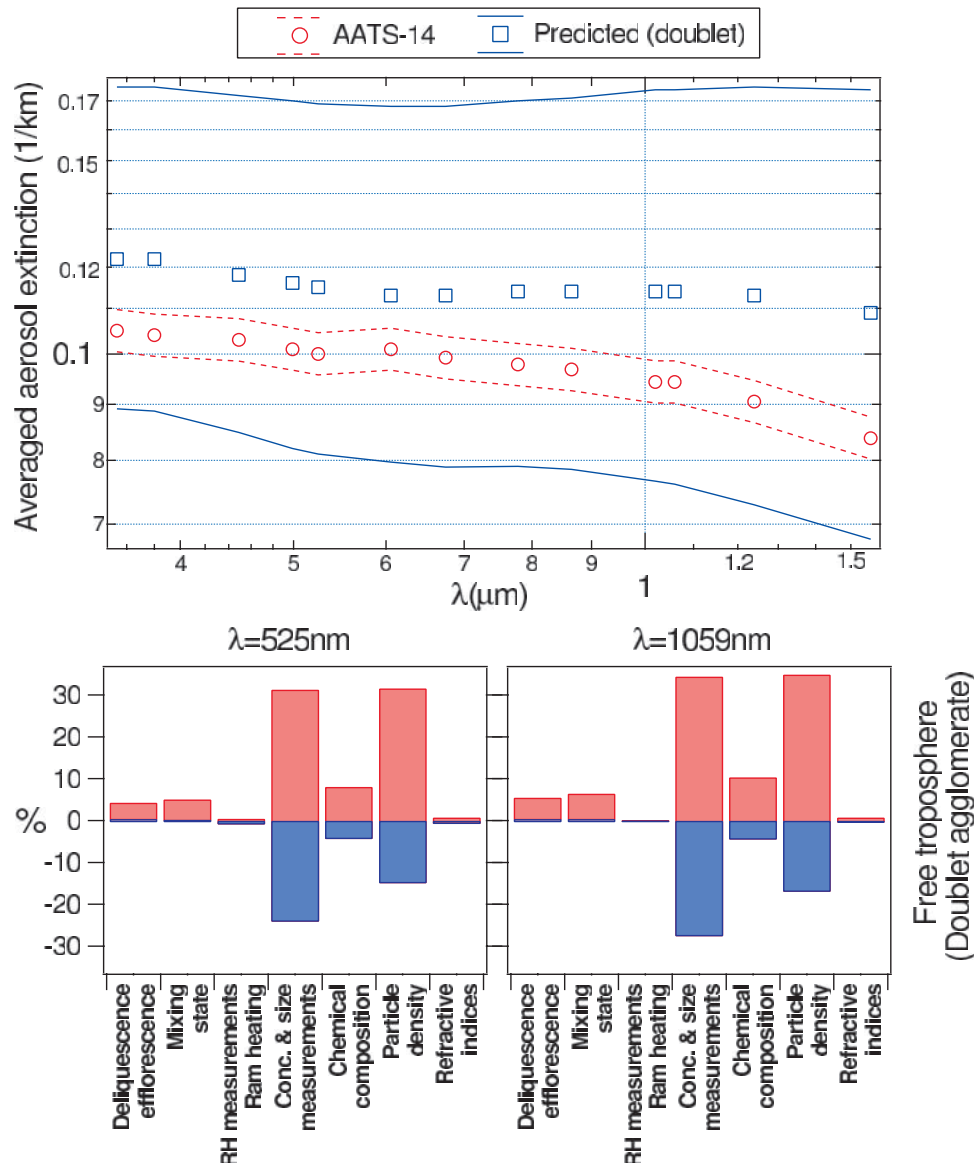 AATS-14
Predicted (doublet)
Averaged aerosol extinction (1/km)
0.17
0.15
0.12
0.1
9
8
7
4
5
6
7
8
9
1
1.2
1.5
λ(μm)
λ=525nm
λ=1059nm
%
30
20
10
0
-10
-20
-30
Deliquescence
efflorescence
Mixing
state
RH measurements
Ram heating
Conc. & size
measurements
Chemical
composition
Particle
density
Refractive
indices
Deliquescence
efflorescence
Mixing
state
RH measurements
Ram heating
Conc. & size
measurements
Chemical
composition
Particle
density
Refractive
indices
Free troposphere
(Doublet agglomerate)